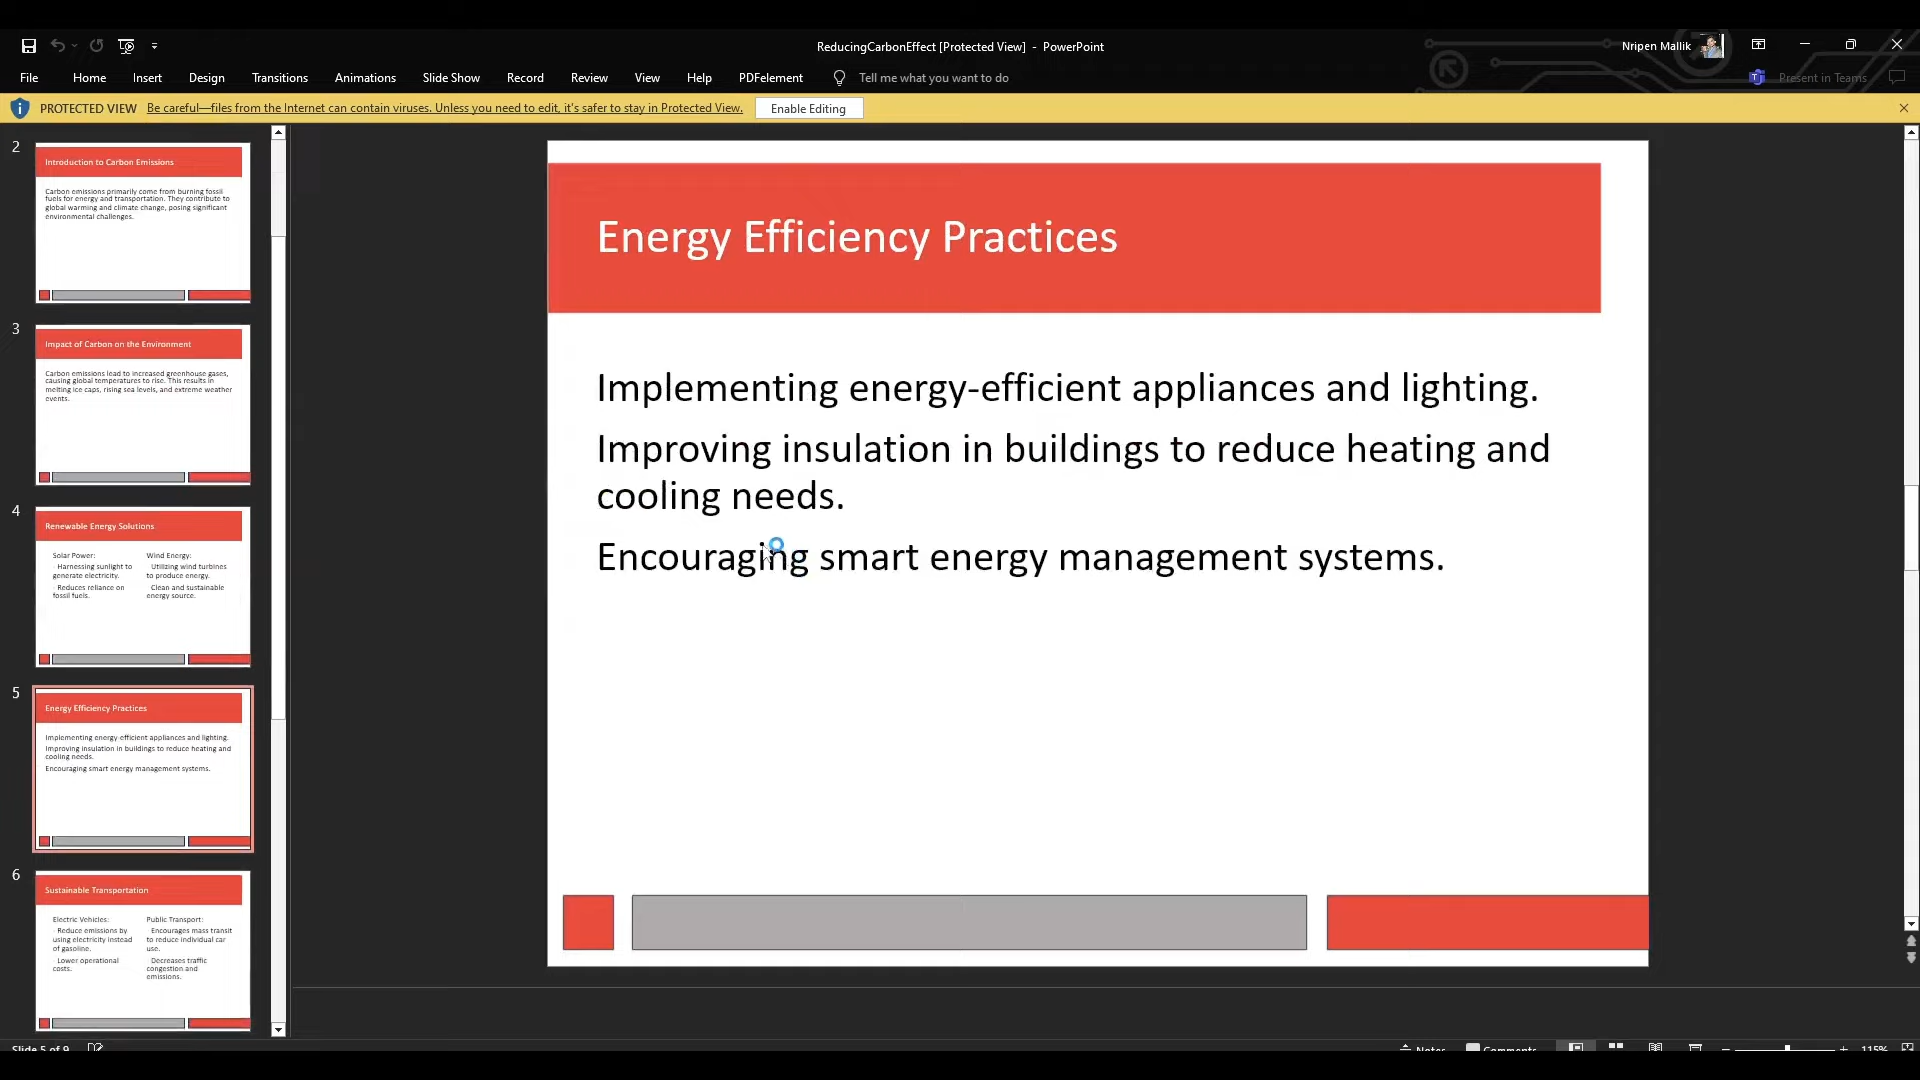 ReducingCarbonEffect [Protected View] - PowerPoint
Nripen Mallik
File Home Insert Design Transitions Animations Slide Show Record Review View Help PDFelement Tell me what you want to do
Present in Teams
PROTECTED VIEW Be careful—files from the Internet can contain viruses. Unless you need to edit, it's safer to stay in Protected View. Enable Editing
2
Introduction to Carbon Emissions
Carbon emissions primarily come from burning fossil
fuels for energy and transportation. They contribute to
global warming and climate change, posing significant
environmental challenges.
3
Impact of Carbon on the Environment
Carbon emissions lead to increased greenhouse gases,
causing global temperatures to rise. This results in
melting ice caps, rising sea levels, and extreme weather
events.
4
Renewable Energy Solutions
Solar Power:
- Harnessing sunlight to
generate electricity.
- Reduces reliance on
fossil fuels.
Wind Energy:
- Utilizing wind turbines
to produce energy.
- Clean and sustainable
energy source.
5
Energy Efficiency Practices
Implementing energy-efficient appliances and lighting.
Improving insulation in buildings to reduce heating and
cooling needs.
Encouraging smart energy management systems.
6
Sustainable Transportation
Electric Vehicles:
- Reduce emissions by
using electricity instead
of gasoline.
- Lower operational
costs.
Public Transport:
- Encourages mass transit
to reduce individual car
use.
- Decreases traffic
congestion and
emissions.
Energy Efficiency Practices
Implementing energy-efficient appliances and lighting.
Improving insulation in buildings to reduce heating and
cooling needs.
Encouraging smart energy management systems.
Slide 5 of 9
Notes Comments 115%